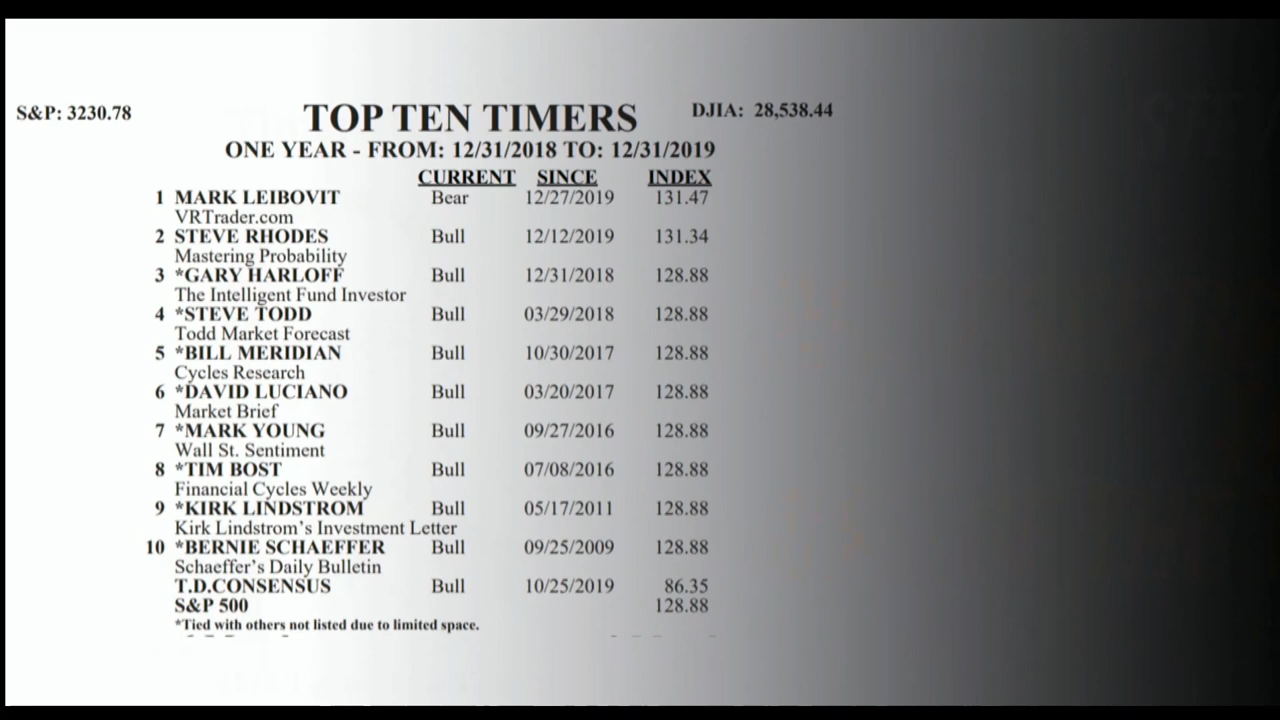 S&P: 3230.78 TOP TEN TIMERS DJIA: 28,538.44
ONE YEAR - FROM: 12/31/2018 TO: 12/31/2019
CURRENT SINCE INDEX
1 MARK LEIBOVIT Bear 12/27/2019 131.47
VRTrader.com
2 STEVE RHODES Bull 12/12/2019 131.34
Mastering Probability
3 *GARY HARLOFF Bull 12/31/2018 128.88
The Intelligent Fund Investor
4 *STEVE TODD Bull 03/29/2018 128.88
Todd Market Forecast
5 *BILL MERIDIAN Bull 10/30/2017 128.88
Cycles Research
6 *DAVID LUCIANO Bull 03/20/2017 128.88
Market Brief
7 *MARK YOUNG Bull 09/27/2016 128.88
Wall St. Sentiment
8 *TIM BOST Bull 07/08/2016 128.88
Financial Cycles Weekly
9 *KIRK LINDSTROM Bull 05/17/2011 128.88
Kirk Lindstrom's Investment Letter
10 *BERNIE SCHAEFFER Bull 09/25/2009 128.88
Schaeffer's Daily Bulletin
T.D.CONSENSUS Bull 10/25/2019 86.35
S&P 500 128.88
*Tied with others not listed due to limited space.